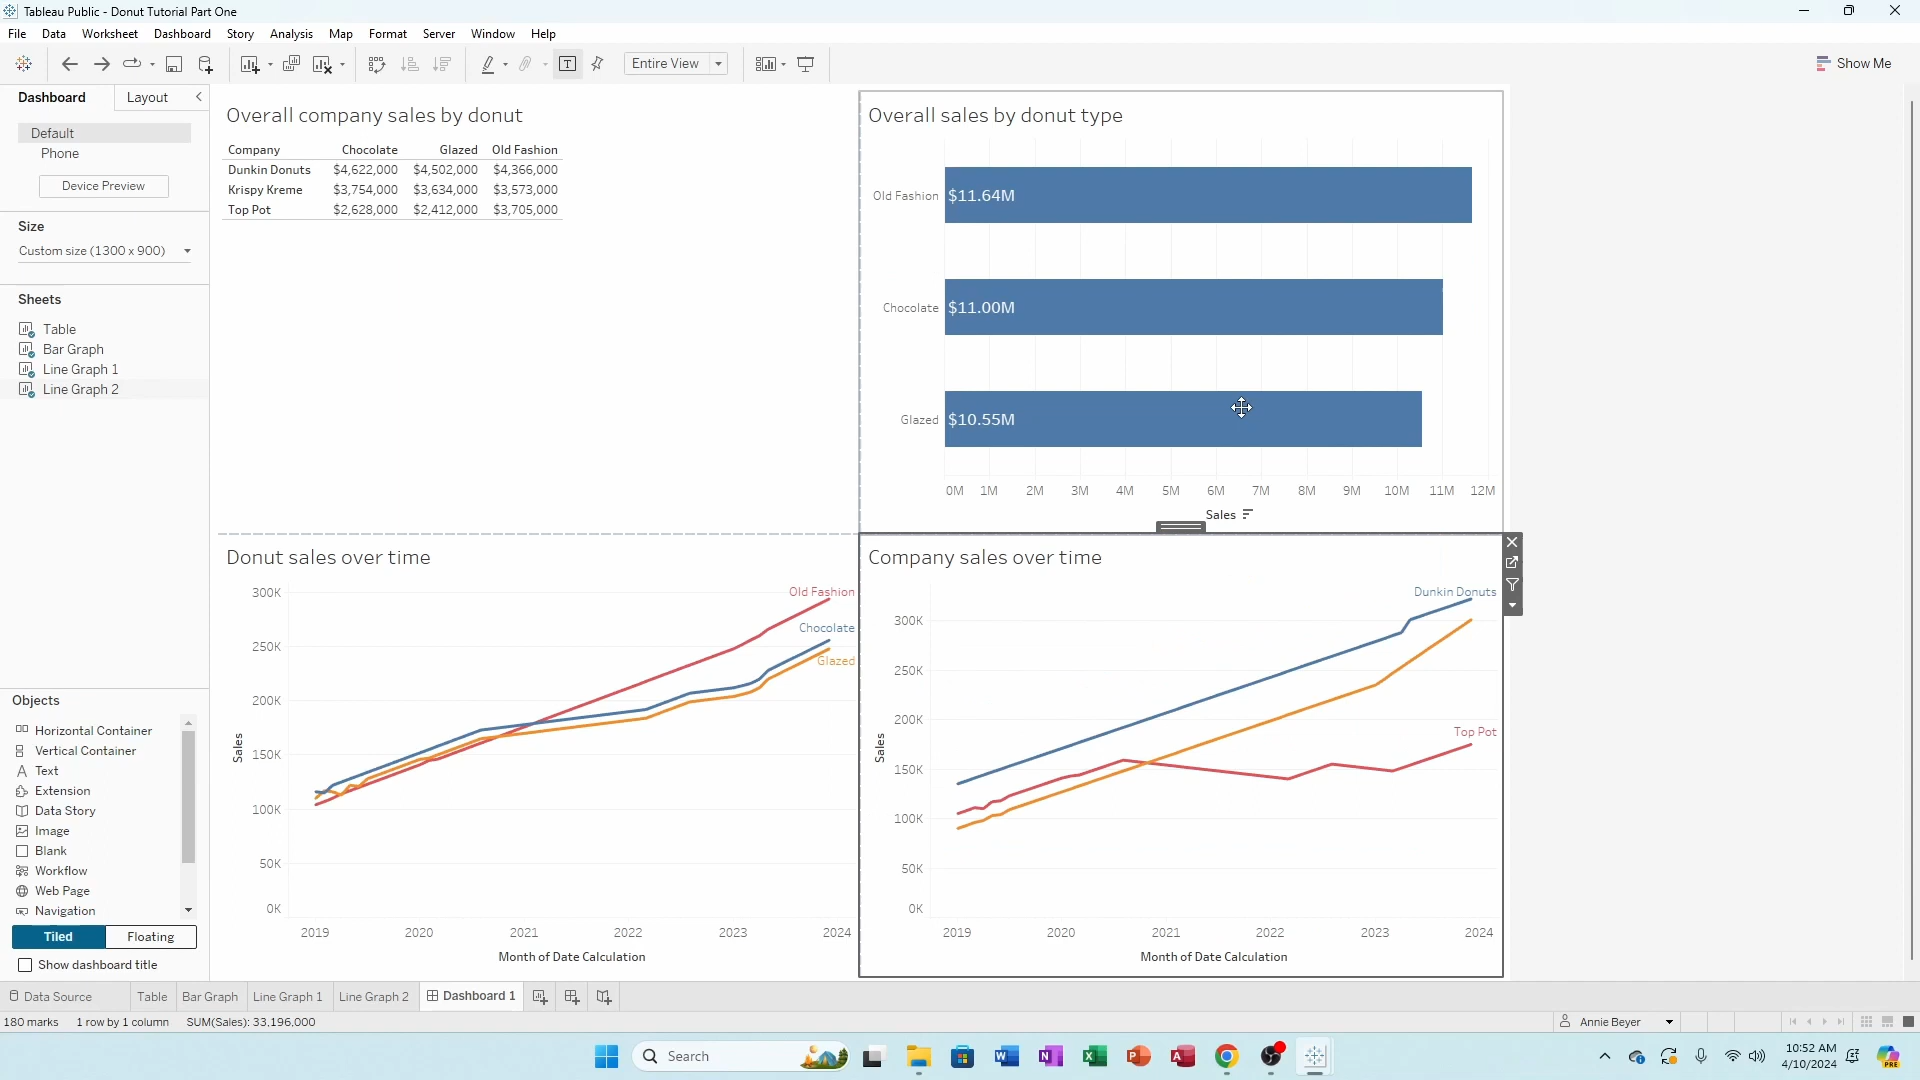 Tableau Public - Donut Tutorial Part One
File Data Worksheet Dashboard Story Analysis Map Format Server Window Help
Entire View
Show Me
Dashboard Layout
Default
Phone
Device Preview
Size
Custom size (1300 x 900)
Sheets
Table
Bar Graph
Line Graph 1
Line Graph 2
Objects
Horizontal Container
Vertical Container
A Text
Extension
Data Story
Image
Blank
Workflow
Web Page
Navigation
Tiled Floating
Show dashboard title
Overall company sales by donut
Company Chocolate Glazed Old Fashion
Dunkin Donuts $4,622,000 $4,502,000 $4,366,000
Krispy Kreme $3,754,000 $3,634,000 $3,573,000
Top Pot $2,628,000 $2,412,000 $3,705,000
Overall sales by donut type
Old Fashion $11.64M
Chocolate $11.00M
Glazed $10.55M
0M 1M 2M 3M 4M 5M 6M 7M 8M 9M 10M 11M 12M
Sales
Donut sales over time
300K
250K
200K
150K
100K
50K
0K
Sales
Old Fashion
Chocolate
Glazed
2019 2020 2021 2022 2023 2024
Month of Date Calculation
Company sales over time
300K
250K
200K
150K
100K
50K
0K
Sales
Dunkin Donuts
Top Pot
2019 2020 2021 2022 2023 2024
Month of Date Calculation
Data Source Table Bar Graph Line Graph 1 Line Graph 2 Dashboard 1
180 marks 1 row by 1 column SUM(Sales): 33,196,000
Annie Beyer
Search
10:52 AM
4/10/2024
PRE